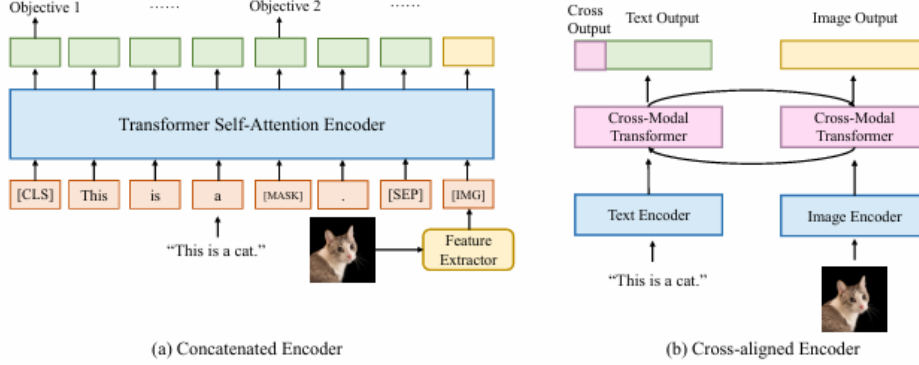 Objective 1
......
Objective 2
......
Transformer Self-Attention Encoder
[CLS]
This
is
a
[MASK]
.
[SEP]
[IMG]
"This is a cat."
Feature
Extractor
(a) Concatenated Encoder
Cross
Output
Text Output
Image Output
Cross-Modal
Transformer
Cross-Modal
Transformer
Text Encoder
Image Encoder
"This is a cat."
(b) Cross-aligned Encoder